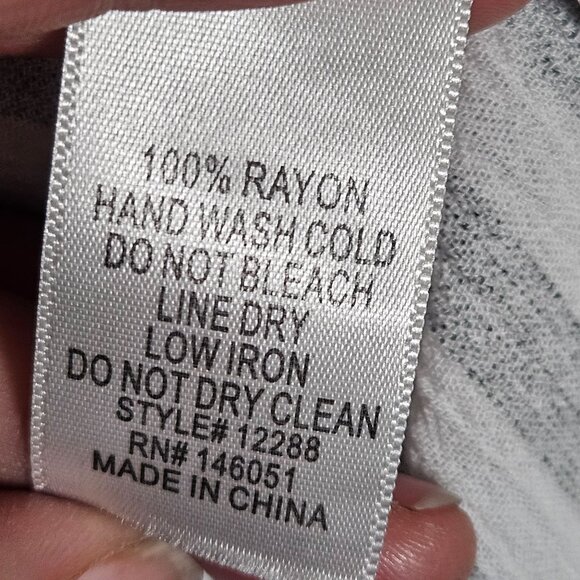 100% RAYON
HAND WASH COLD
DO NOT BLEACH
LINE DRY
LOW IRON
DO NOT DRY CLEAN
STYLE# 12288
RN# 146051
MADE IN CHINA